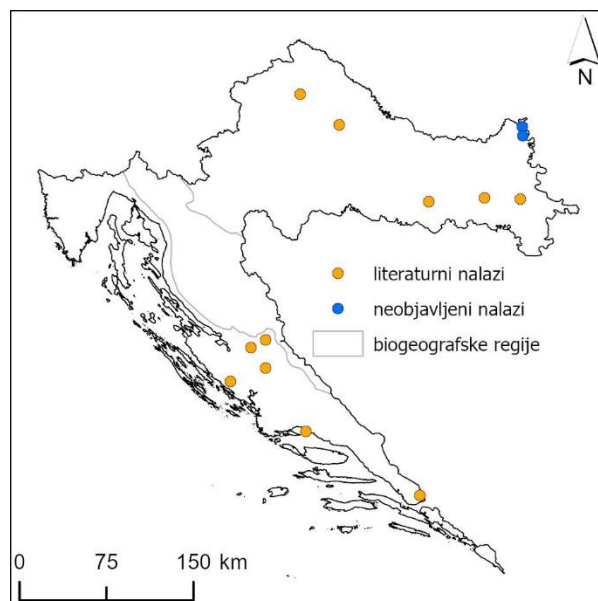 N
literaturni nalazi
neobjavljeni nalazi
biogeografske regije
0 75 150 km